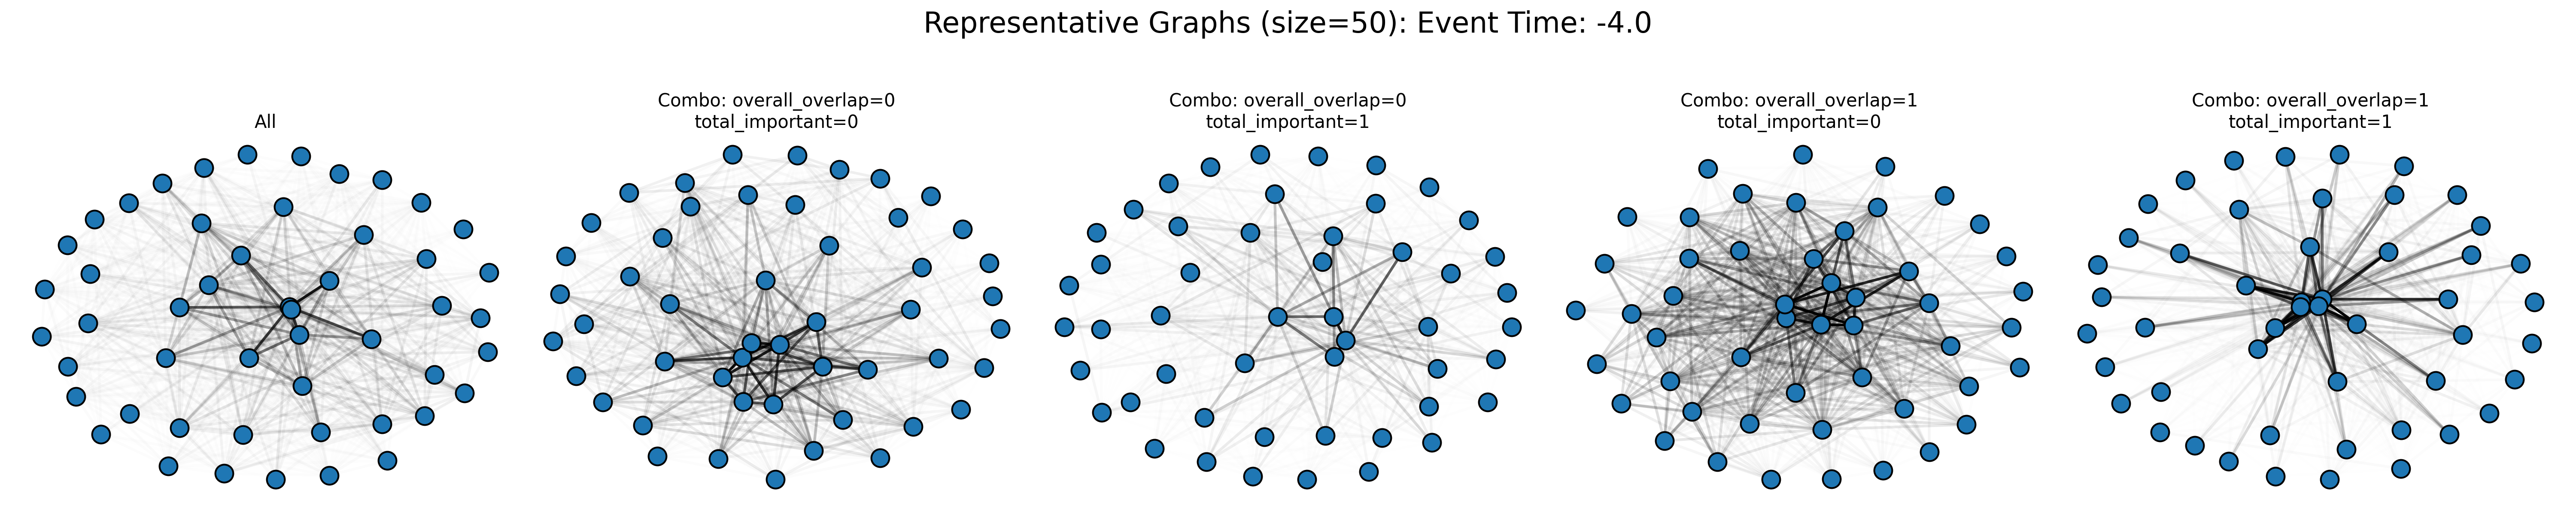 Representative Graphs (size=50): Event Time: -4.0
All
Combo: overall_overlap=0
total_important=0
Combo: overall_overlap=0
total_important=1
Combo: overall_overlap=1
total_important=0
Combo: overall_overlap=1
total_important=1